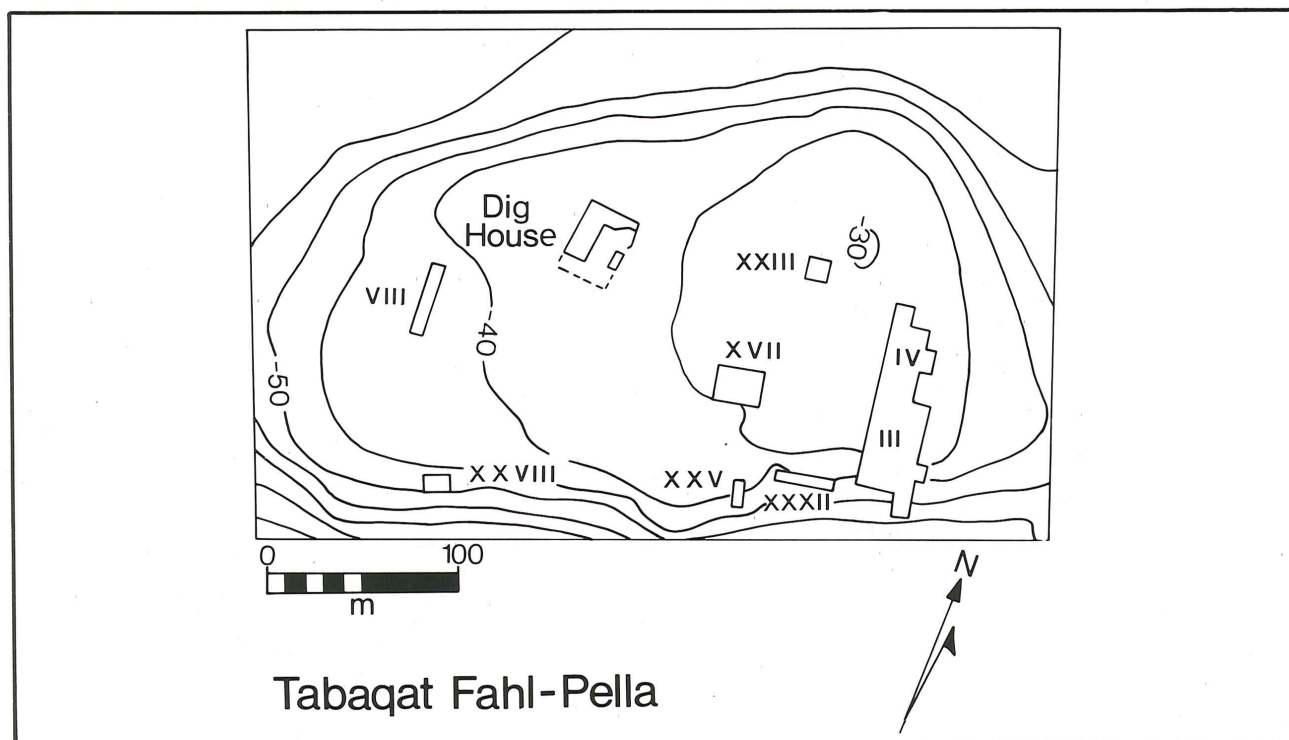 Dig
House
-30
XXIII
VIII
-40
XVII
IV
-50
III
XXVIII
XXV
XXXII
0 100
m
N
Tabaqat Fahl-Pella